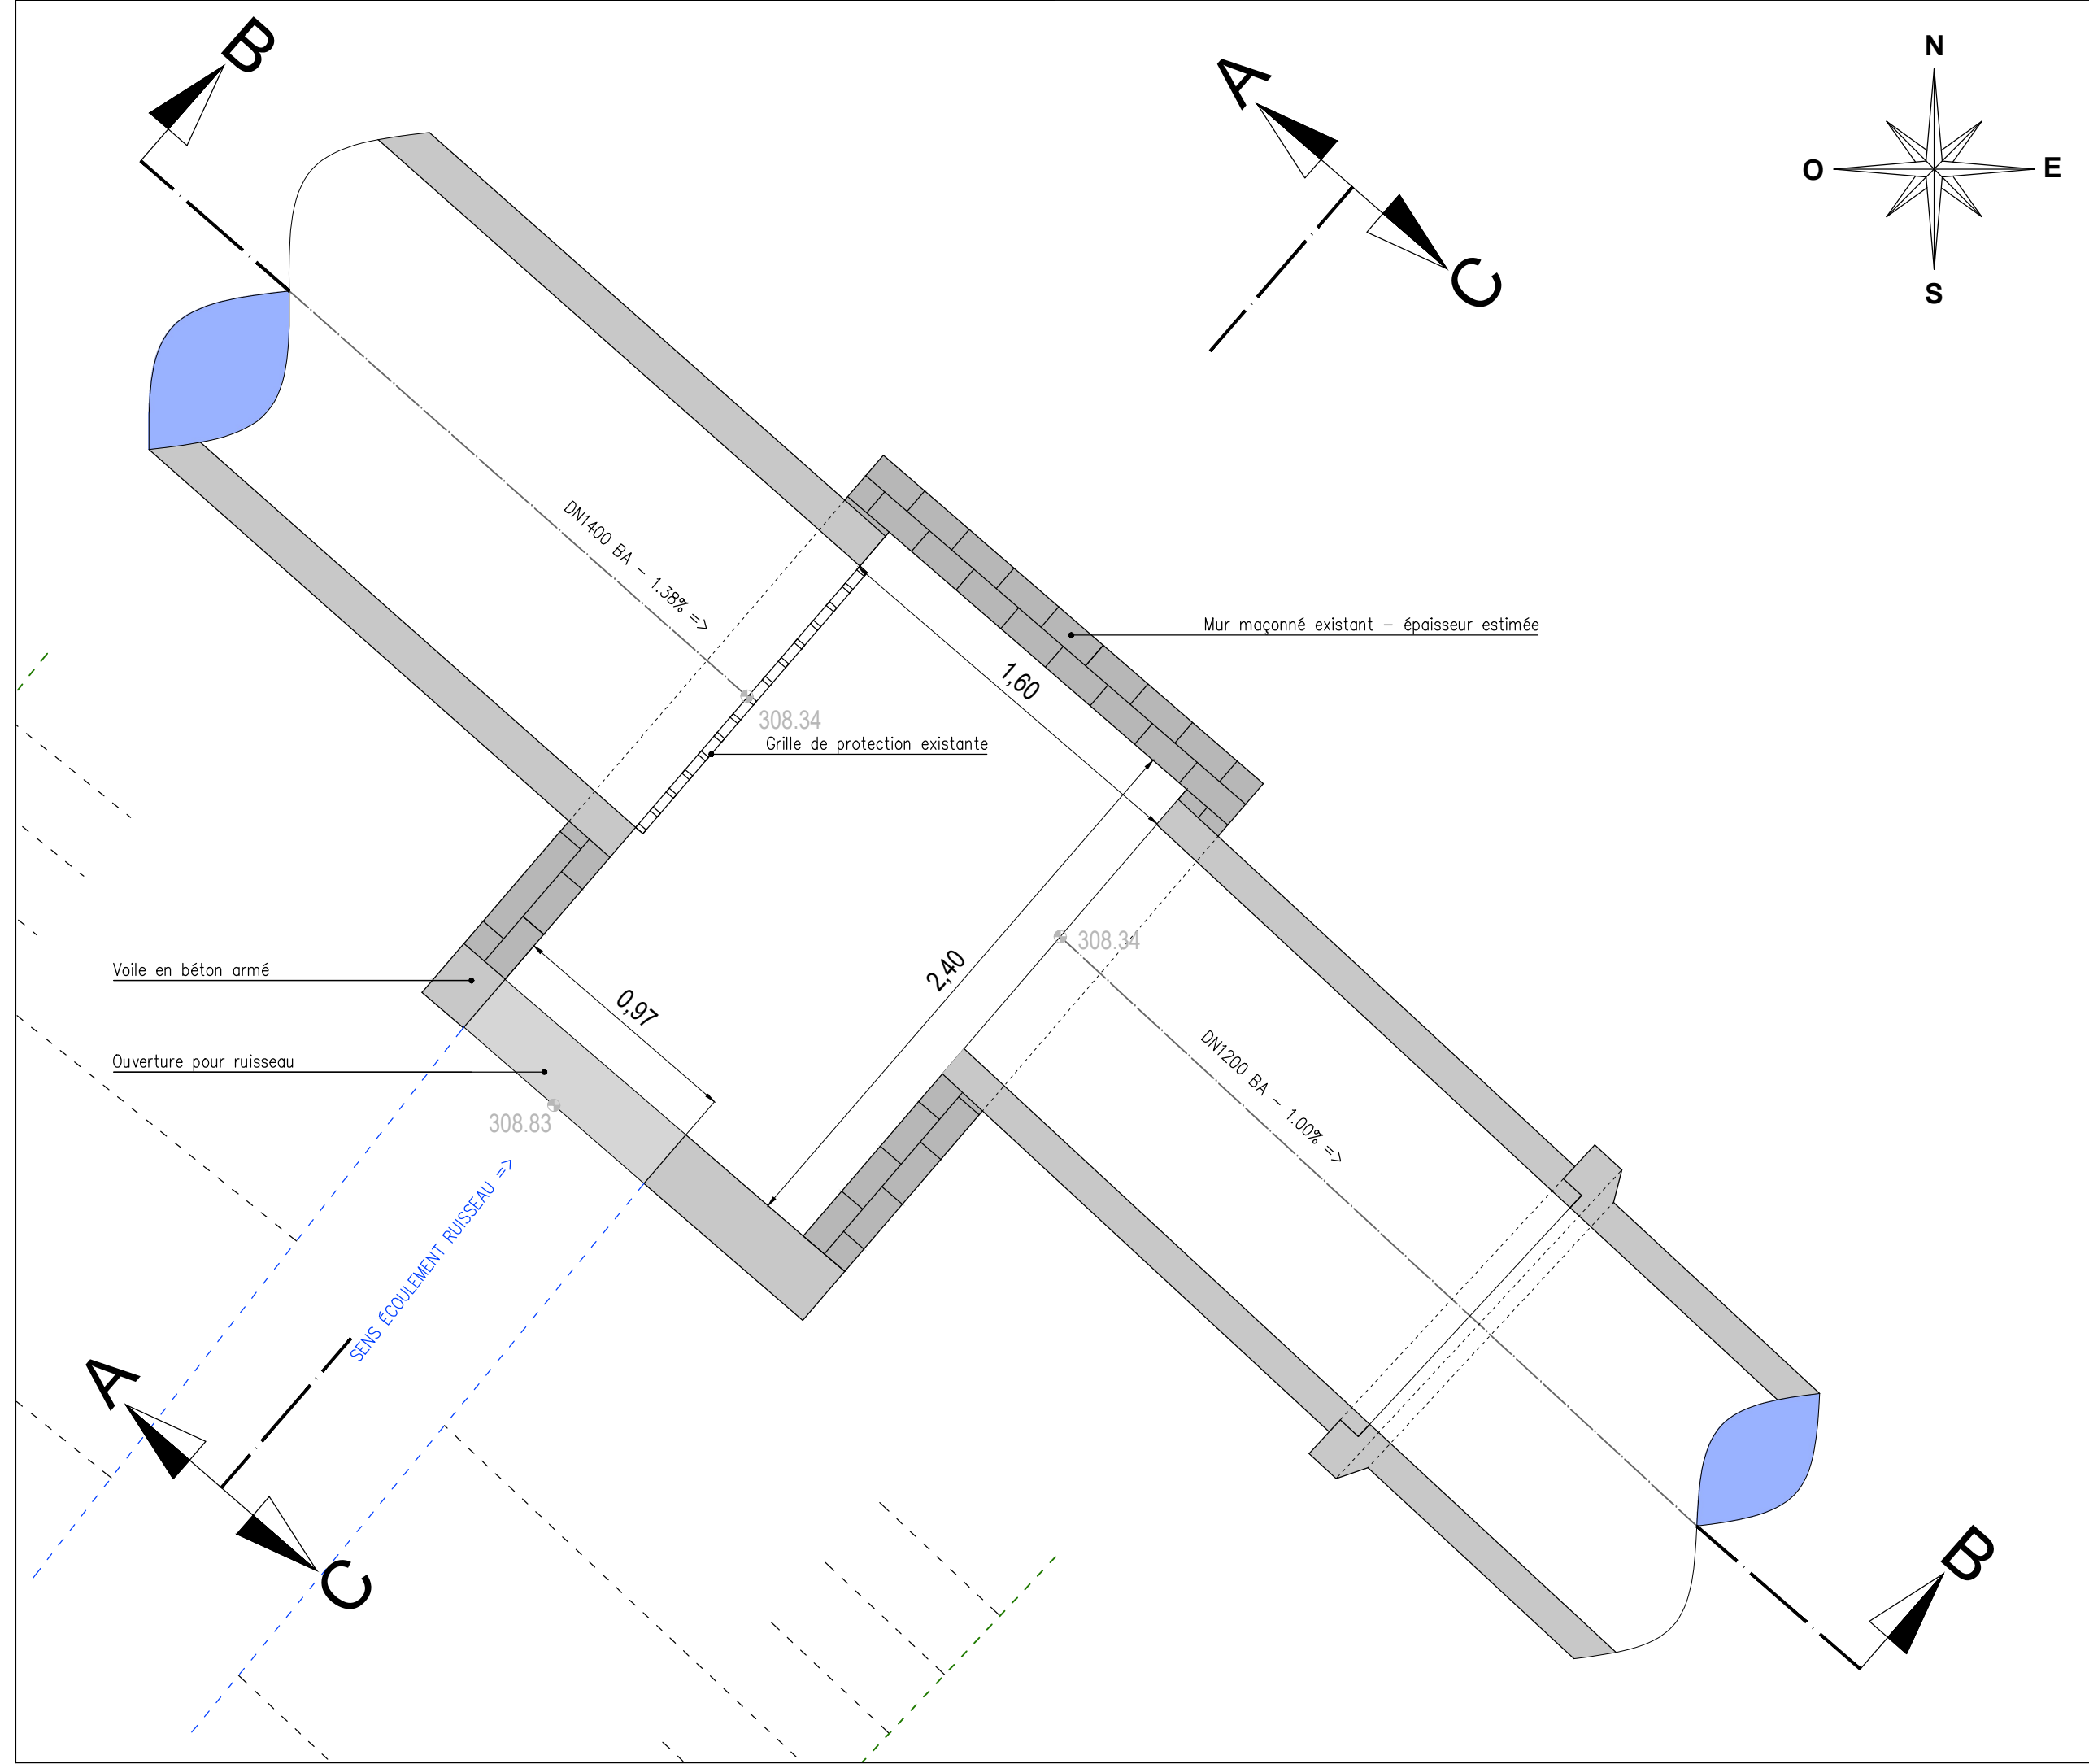 B
A
C
N
O
E
S
DN1400 BA - 1.38% =>
Mur maçonné existant - épaisseur estimée
1,60
308.34
Grille de protection existante
308.34
2,40
Voile en béton armé
0,97
Ouverture pour ruisseau
308.83
DN1200 BA - 1.00% =>
SENS ÉCOULEMENT RUISSEAU =>
A
C
B